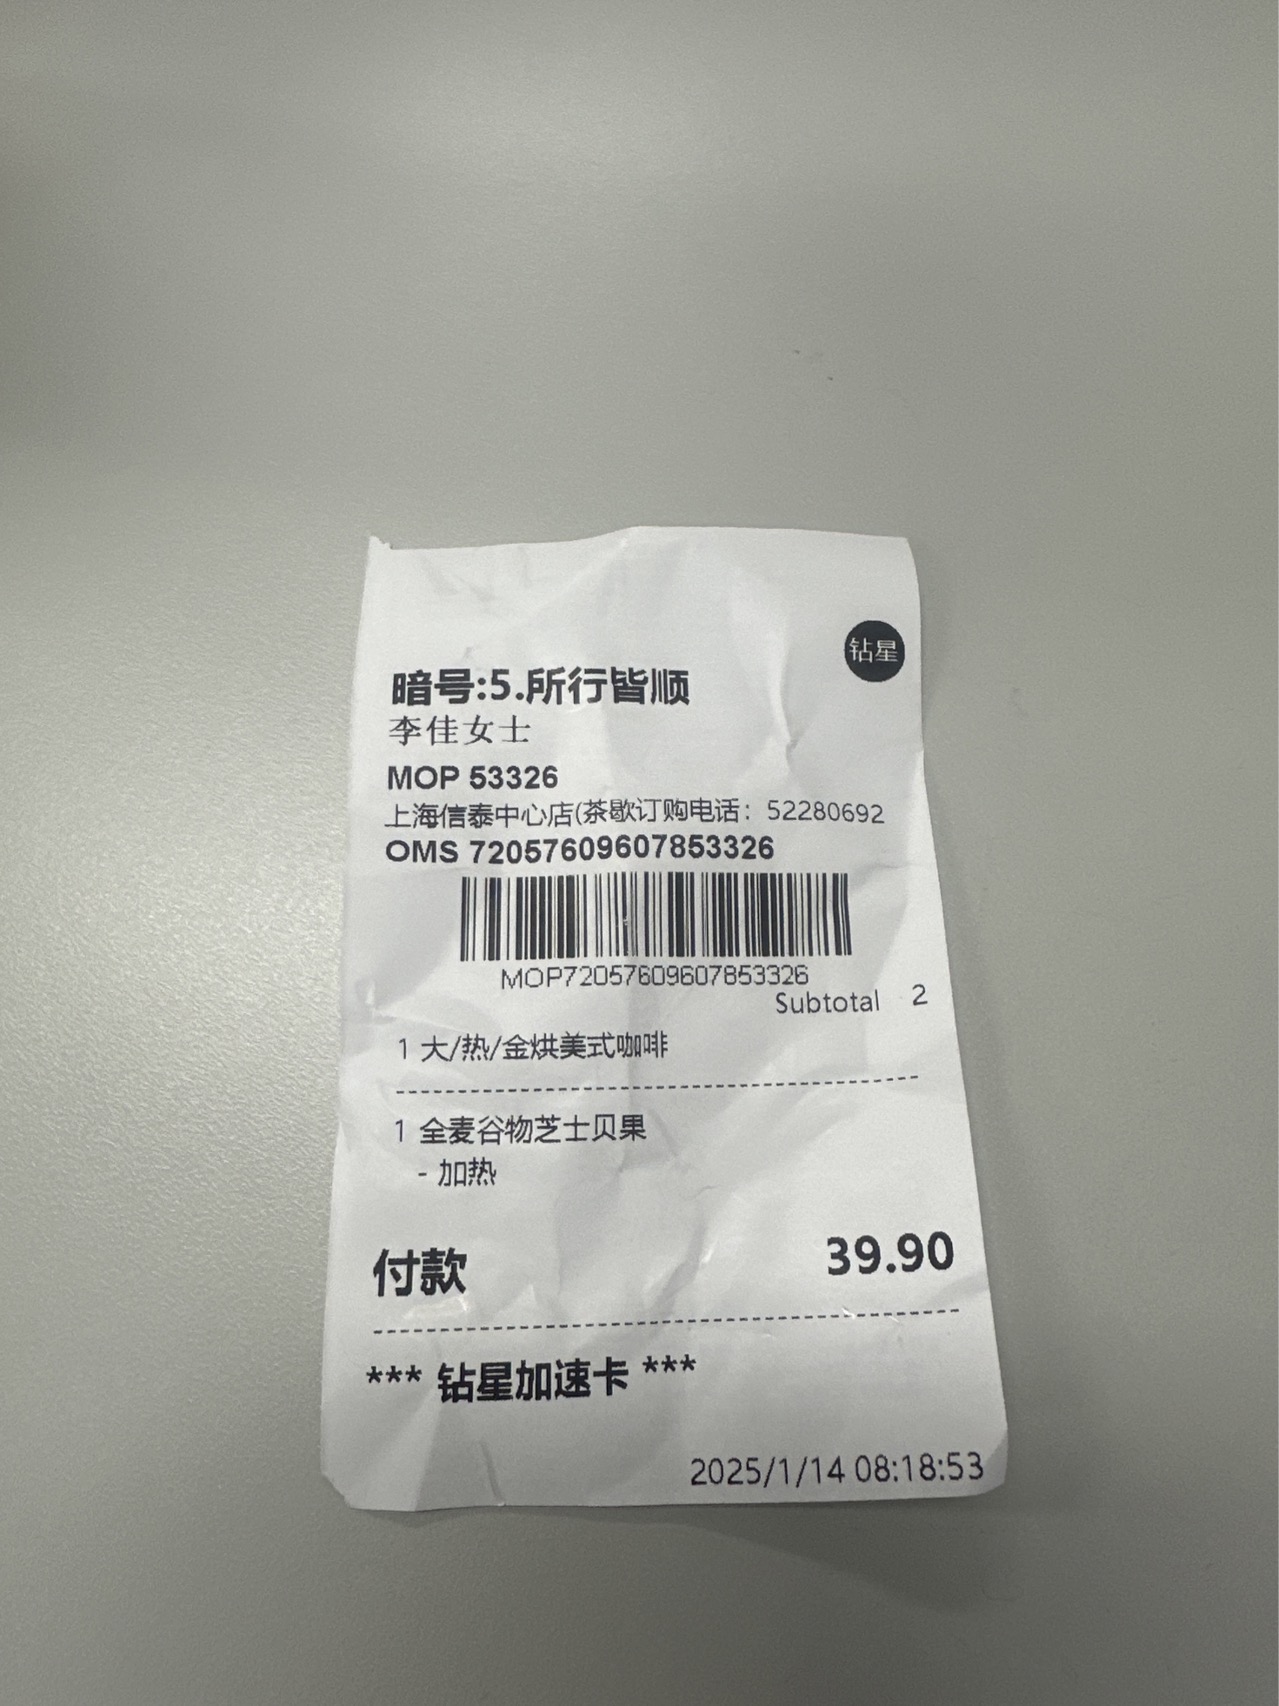 钻星
暗号:5.所行皆顺
李佳女士
MOP 53326
上海信泰中心店(茶歇订购电话：52280692
OMS 72057609607853326
MOP72057609607853326
Subtotal 2
1 大/热/金烘美式咖啡
1 全麦谷物芝士贝果
- 加热
付款 39.90
*** 钻星加速卡 ***
2025/1/14 08:18:53